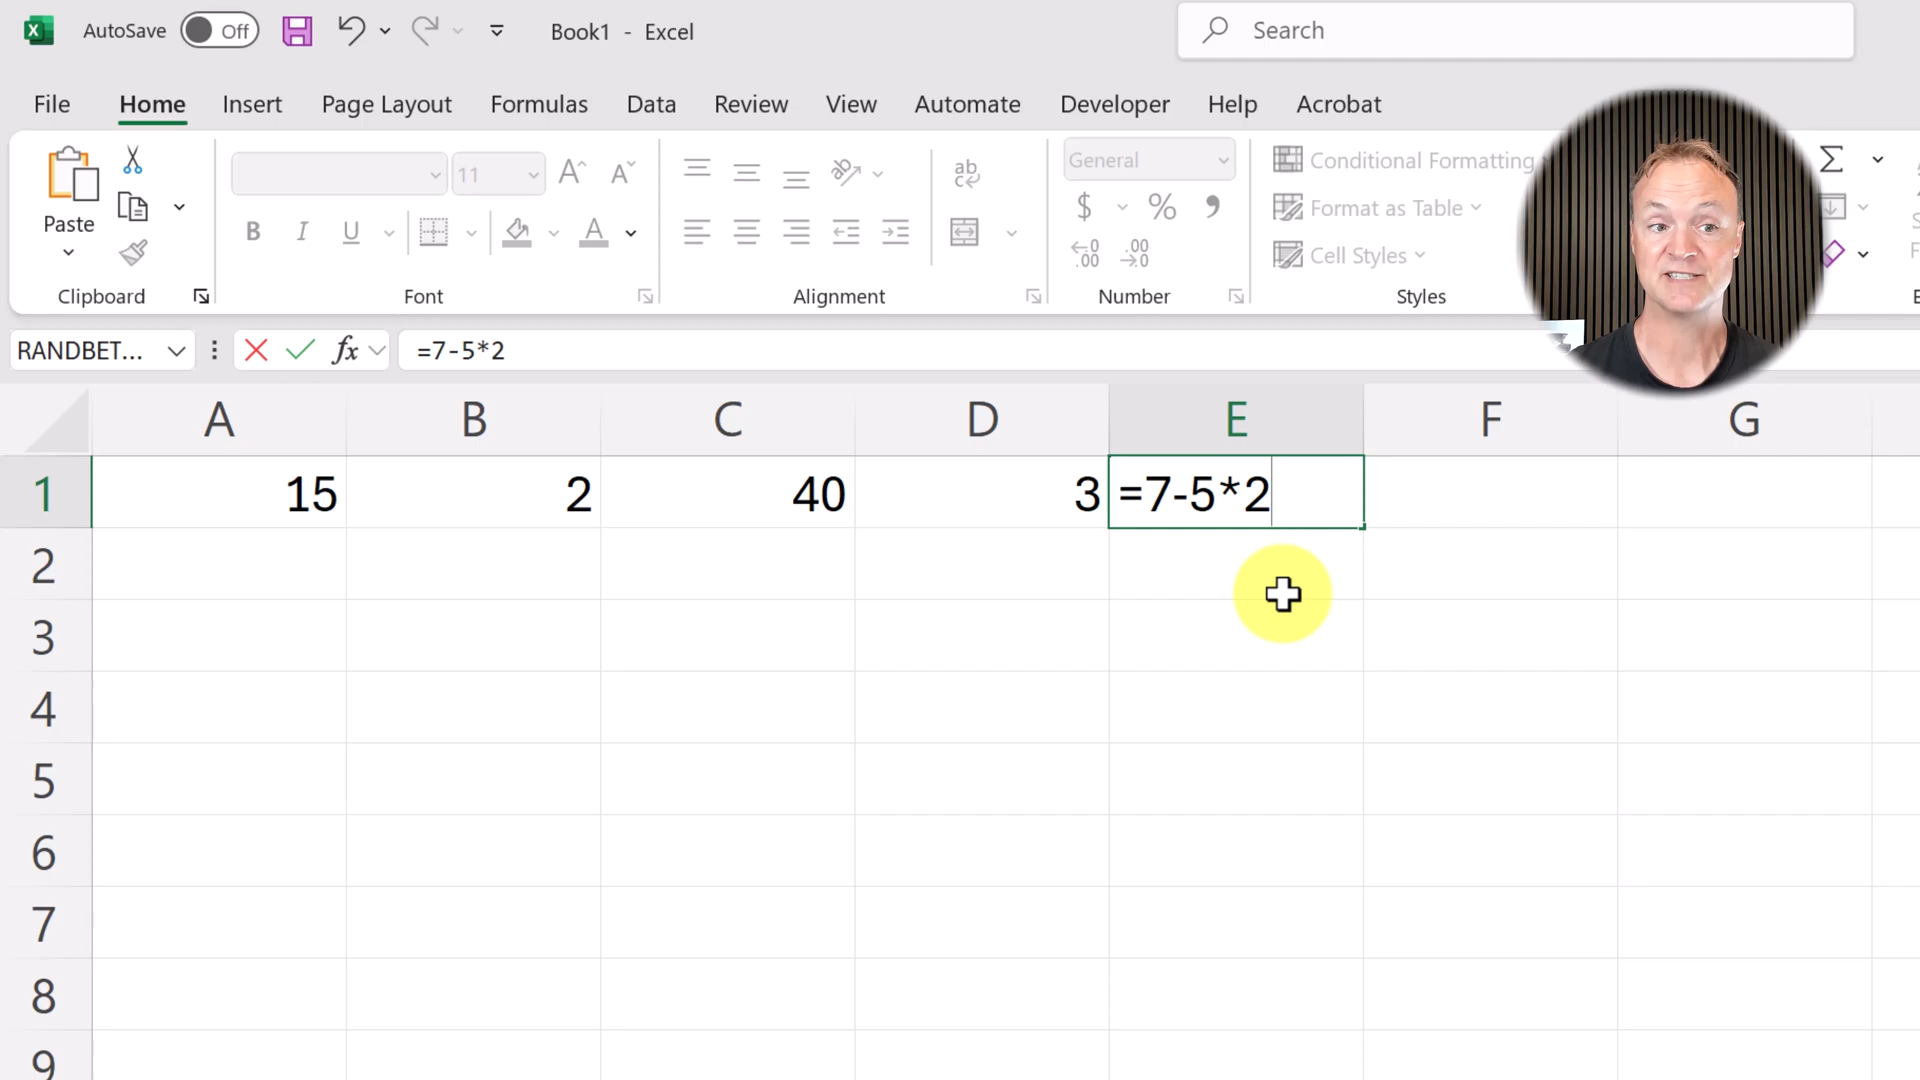 AutoSave Off Book1 - Excel Search
File Home Insert Page Layout Formulas Data Review View Automate Developer Help Acrobat
General Conditional Formatting
11
$ % Format as Table
Paste
B I U A
Cell Styles
Clipboard Font Alignment Number Styles
RANDBET... fx =7-5*2
A B C D E F G
1 15 2 40 3 =7-5*2
2
3
4
5
6
7
8
9